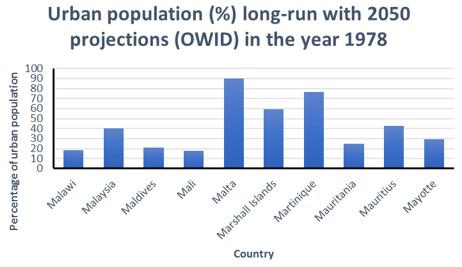 Urban population (%) long-run with 2050
projections (OWID) in the year 1978
Percentage of urban population
100
90
80
70
60
50
40
30
20
10
0
Malawi
Malaysia
Maldives
Mali
Malta
Marshall Islands
Martinique
Mauritania
Mauritius
Mayotte
Country